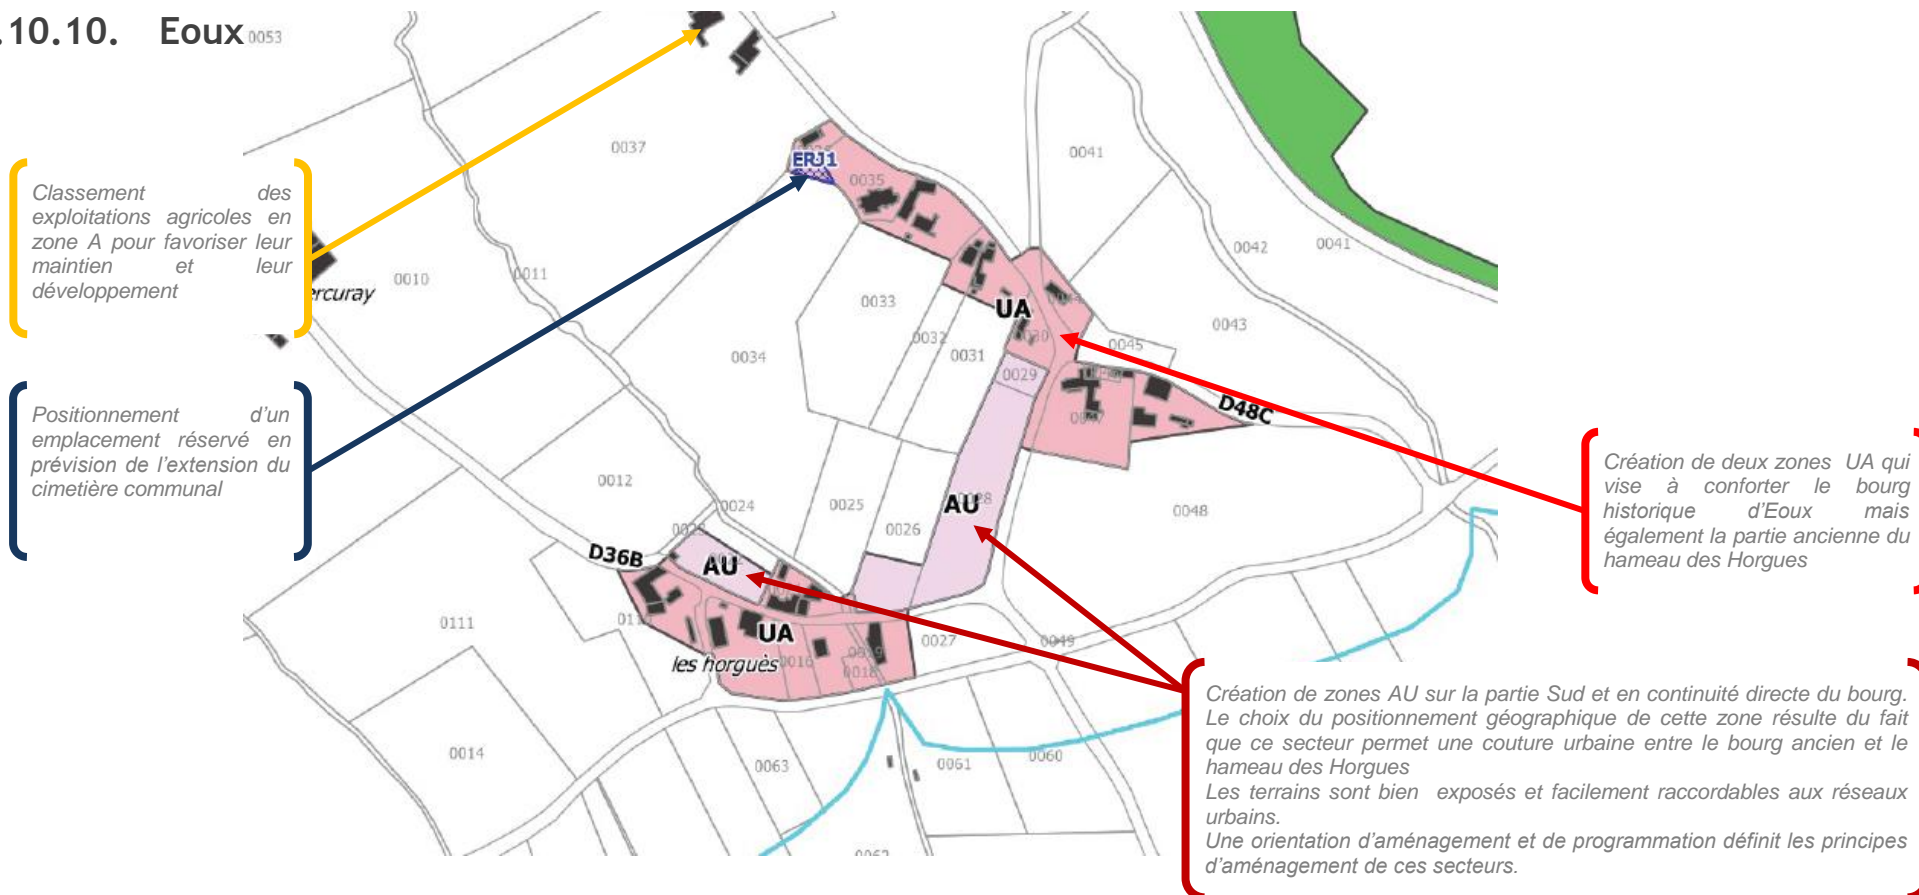 .10.10. Eoux
0053
0037
0041
Classement des
exploitations agricoles en
zone A pour favoriser leur
maintien et leur
développement
ERJ1
0035
0042
0041
0010
0011
ercuray
0033
UA
0043
0032
0030
0045
0034
0031
0029
Positionnement d'un
emplacement réservé en
prévision de l'extension du
cimetière communal
D48C
0047
Création de deux zones UA qui
vise à conforter le bourg
historique d'Eoux mais
également la partie ancienne du
hameau des Horgues
0012
0024
0025
0026
AU
0028
0048
D36B
AU
0111
UA
0027
0049
les horguès
0016
0018
Création de zones AU sur la partie Sud et en continuité directe du bourg.
Le choix du positionnement géographique de cette zone résulte du fait
que ce secteur permet une couture urbaine entre le bourg ancien et le
hameau des Horgues
Les terrains sont bien exposés et facilement raccordables aux réseaux
urbains.
Une orientation d'aménagement et de programmation définit les principes
d'aménagement de ces secteurs.
0014
0063
0061
0060
0062